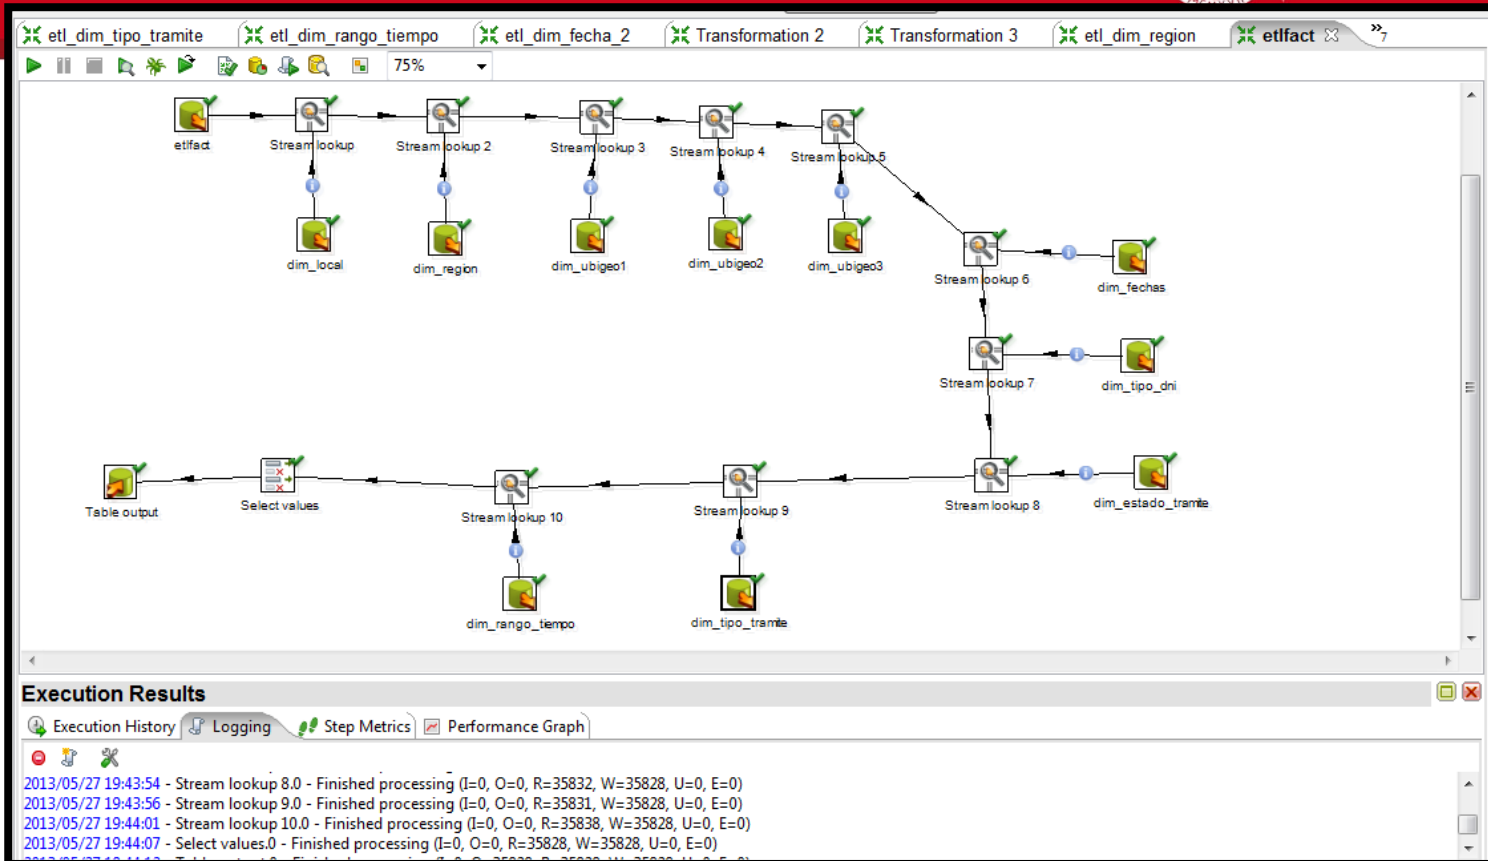 etl_dim_tipo_tramite etl_dim_rango_tiempo etl_dim_fecha_2 Transformation 2 Transformation 3 etl_dim_region etlfact »7
75%
etlfact Stream lookup Stream lookup 2 Stream lookup 3 Stream lookup 4 Stream lookup 5
dim_local dim_region dim_ubigeo1 dim_ubigeo2 dim_ubigeo3
Stream lookup 6 dim_fechas
Stream lookup 7 dim_tipo_dni
Table output Select values Stream lookup 10 Stream lookup 9 Stream lookup 8 dim_estado_tramite
dim_rango_tiempo dim_tipo_tramite
Execution Results
Execution History Logging Step Metrics Performance Graph
2013/05/27 19:43:54 - Stream lookup 8.0 - Finished processing (I=0, O=0, R=35832, W=35828, U=0, E=0)
2013/05/27 19:43:56 - Stream lookup 9.0 - Finished processing (I=0, O=0, R=35831, W=35828, U=0, E=0)
2013/05/27 19:44:01 - Stream lookup 10.0 - Finished processing (I=0, O=0, R=35838, W=35828, U=0, E=0)
2013/05/27 19:44:07 - Select values.0 - Finished processing (I=0, O=0, R=35828, W=35828, U=0, E=0)